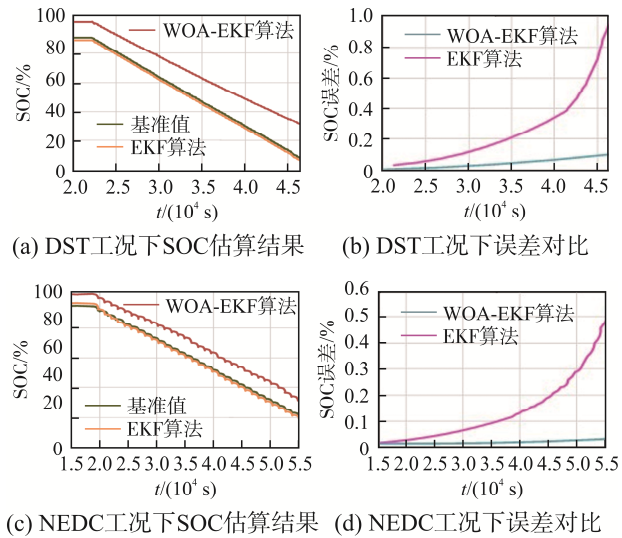 100
80
60
40
20
0
SOC/%
WOA-EKF算法
基准值
EKF算法
2.0 2.5 3.0 3.5 4.0 4.5
t/(10⁴ s)
(a) DST工况下SOC估算结果
1.0
0.8
0.6
0.4
0.2
0
SOC误差/%
WOA-EKF算法
EKF算法
2.0 2.5 3.0 3.5 4.0 4.5
t/(10⁴ s)
(b) DST工况下误差对比
100
80
60
40
20
0
SOC/%
WOA-EKF算法
基准值
EKF算法
1.5 2.0 2.5 3.0 3.5 4.0 4.5 5.0 5.5
t/(10⁴ s)
(c) NEDC工况下SOC估算结果
0.6
0.5
0.4
0.3
0.2
0.1
0
SOC误差/%
WOA-EKF算法
EKF算法
1.5 2.0 2.5 3.0 3.5 4.0 4.5 5.0 5.5
t/(10⁴ s)
(d) NEDC工况下误差对比